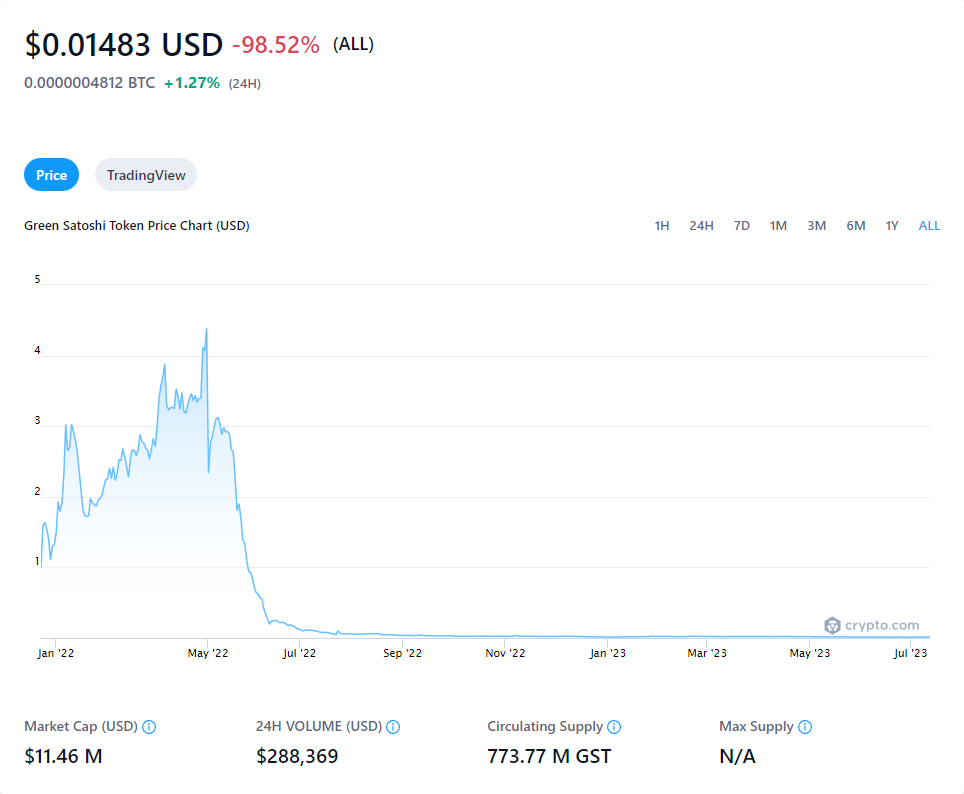 $0.01483 USD -98.52% (ALL)
0.0000004812 BTC +1.27% (24H)
Price TradingView
Green Satoshi Token Price Chart (USD) 1H 24H 7D 1M 3M 6M 1Y ALL
5
4
3
2
1
crypto.com
Jan '22 May '22 Jul '22 Sep '22 Nov '22 Jan '23 Mar '23 May '23 Jul '23
Market Cap (USD) 24H VOLUME (USD) Circulating Supply Max Supply
$11.46 M $288,369 773.77 M GST N/A